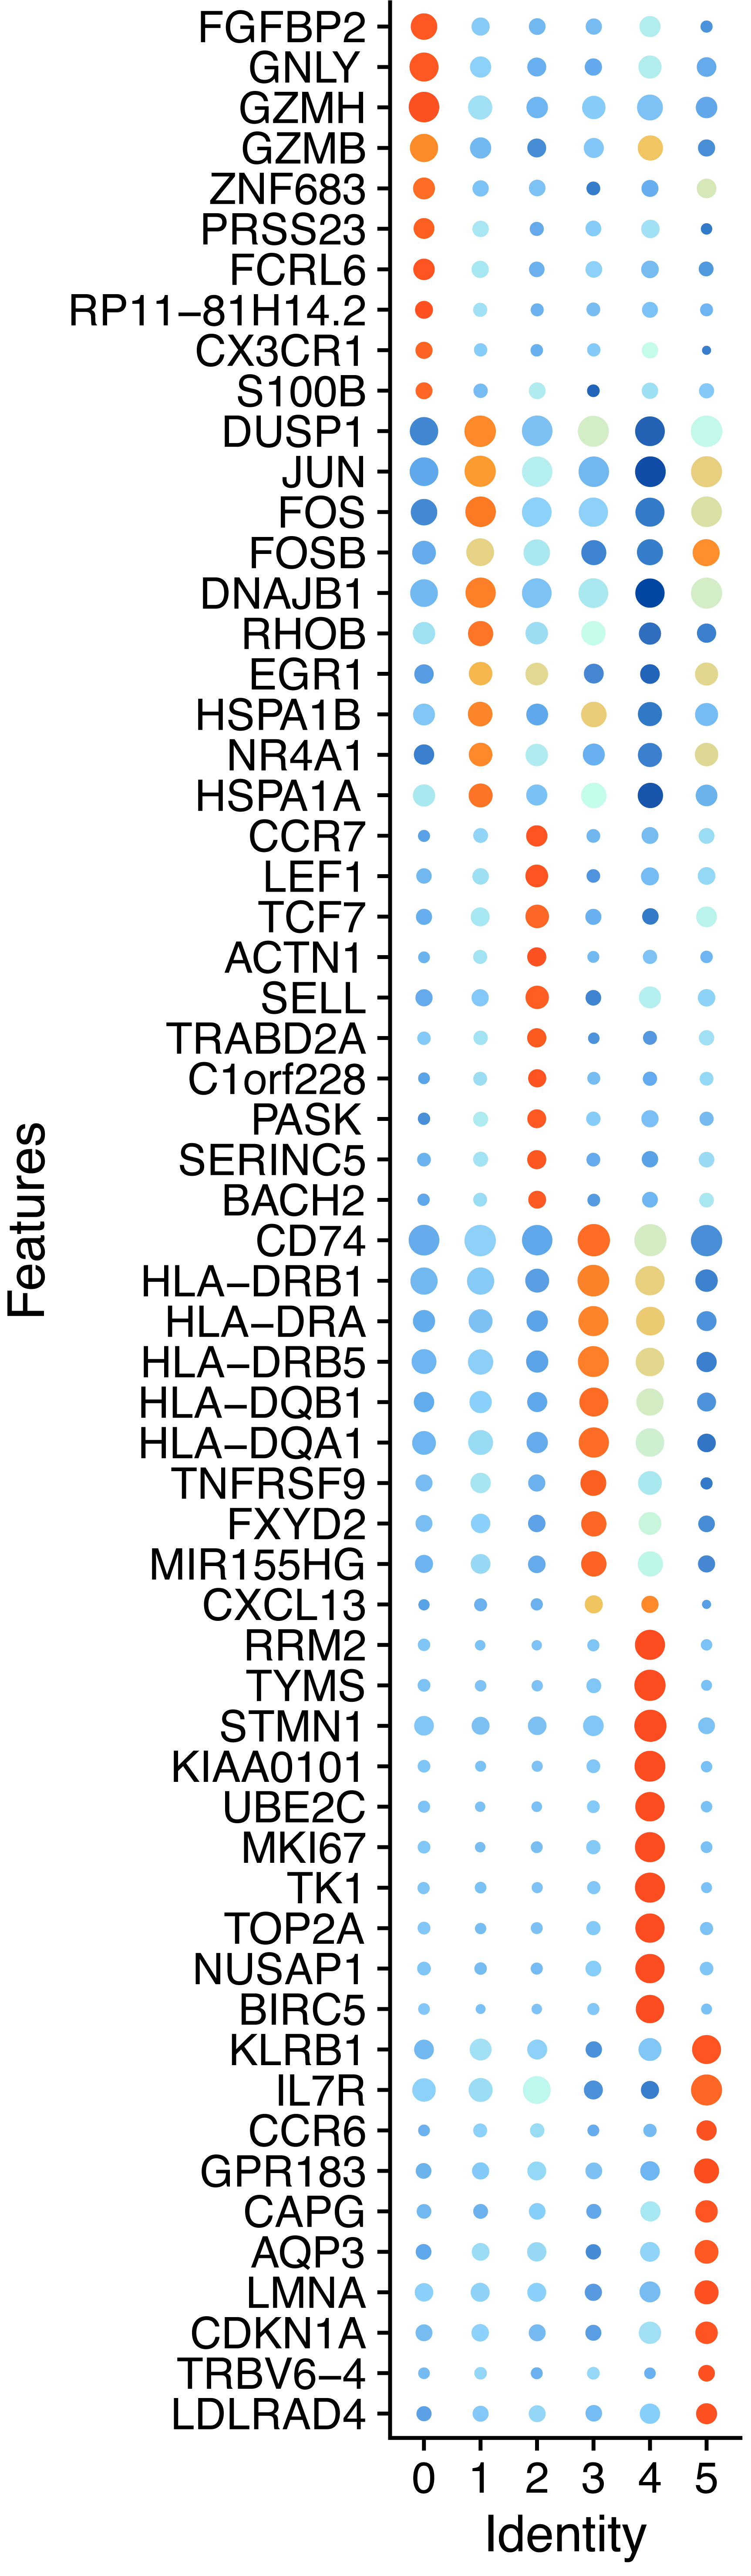 FGFBP2
GNLY
GZMH
GZMB
ZNF683
PRSS23
FCRL6
RP11−81H14.2
CX3CR1
S100B
DUSP1
JUN
FOS
FOSB
DNAJB1
RHOB
EGR1
HSPA1B
NR4A1
HSPA1A
CCR7
LEF1
TCF7
ACTN1
SELL
TRABD2A
C1orf228
PASK
SERINC5
BACH2
CD74
HLA−DRB1
HLA−DRA
HLA−DRB5
HLA−DQB1
HLA−DQA1
TNFRSF9
FXYD2
MIR155HG
CXCL13
RRM2
TYMS
STMN1
KIAA0101
UBE2C
MKI67
TK1
TOP2A
NUSAP1
BIRC5
KLRB1
IL7R
CCR6
GPR183
CAPG
AQP3
LMNA
CDKN1A
TRBV6−4
LDLRAD4
Features
0 1 2 3 4 5
Identity